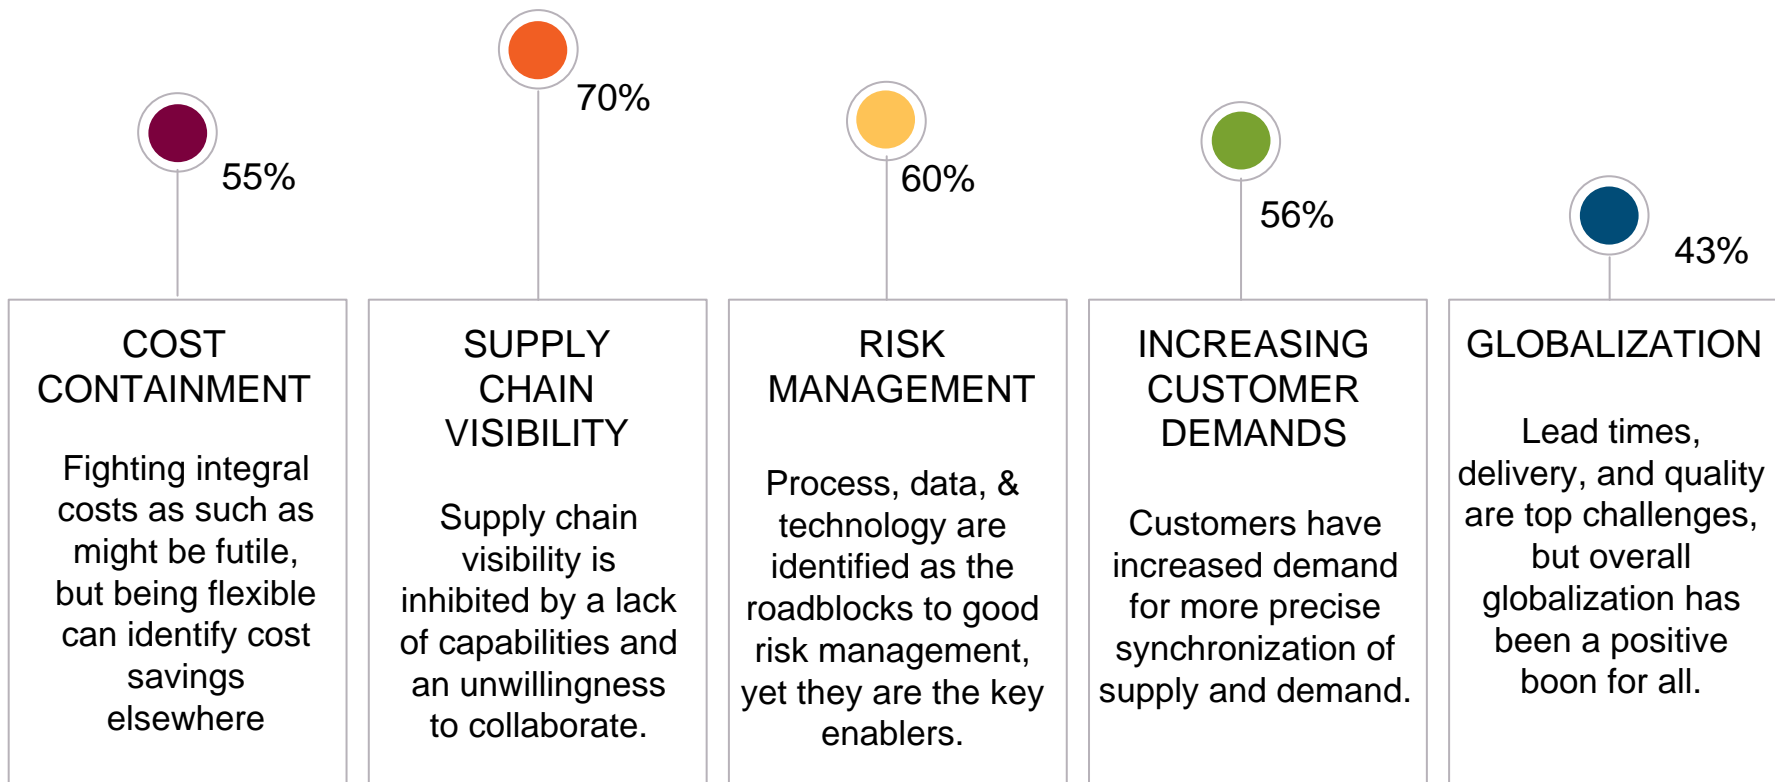 55%
70%
60%
56%
43%
COST
CONTAINMENT
Fighting integral
costs as such as
might be futile,
but being flexible
can identify cost
savings
elsewhere
SUPPLY
CHAIN
VISIBILITY
Supply chain
visibility is
inhibited by a lack
of capabilities and
an unwillingness
to collaborate.
RISK
MANAGEMENT
Process, data, &
technology are
identified as the
roadblocks to good
risk management,
yet they are the key
enablers.
INCREASING
CUSTOMER
DEMANDS
Customers have
increased demand
for more precise
synchronization of
supply and demand.
GLOBALIZATION
Lead times,
delivery, and quality
are top challenges,
but overall
globalization has
been a positive
boon for all.